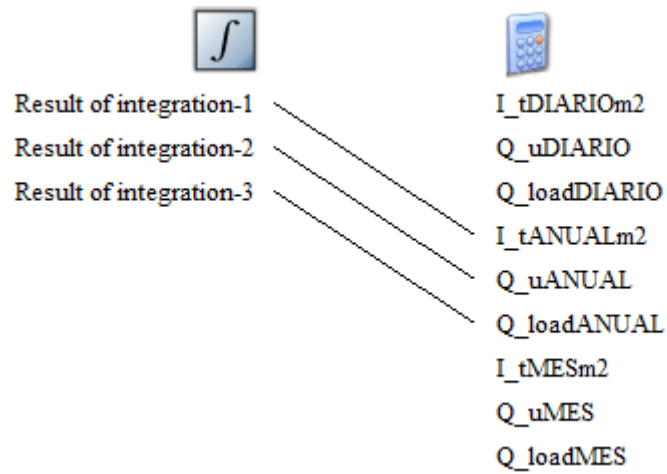 Result of integration-1 I_tDIARIOm2
Result of integration-2 Q_uDIARIO
Result of integration-3 Q_loadDIARIO
I_tANUALm2
Q_uANUAL
Q_loadANUAL
I_tMESm2
Q_uMES
Q_loadMES